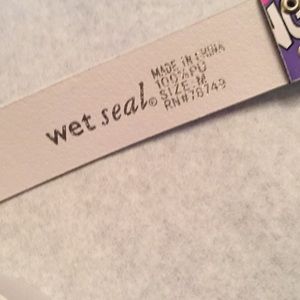 wet seal®
MADE IN CHINA
100% PU
SIZE: M
RN#78749